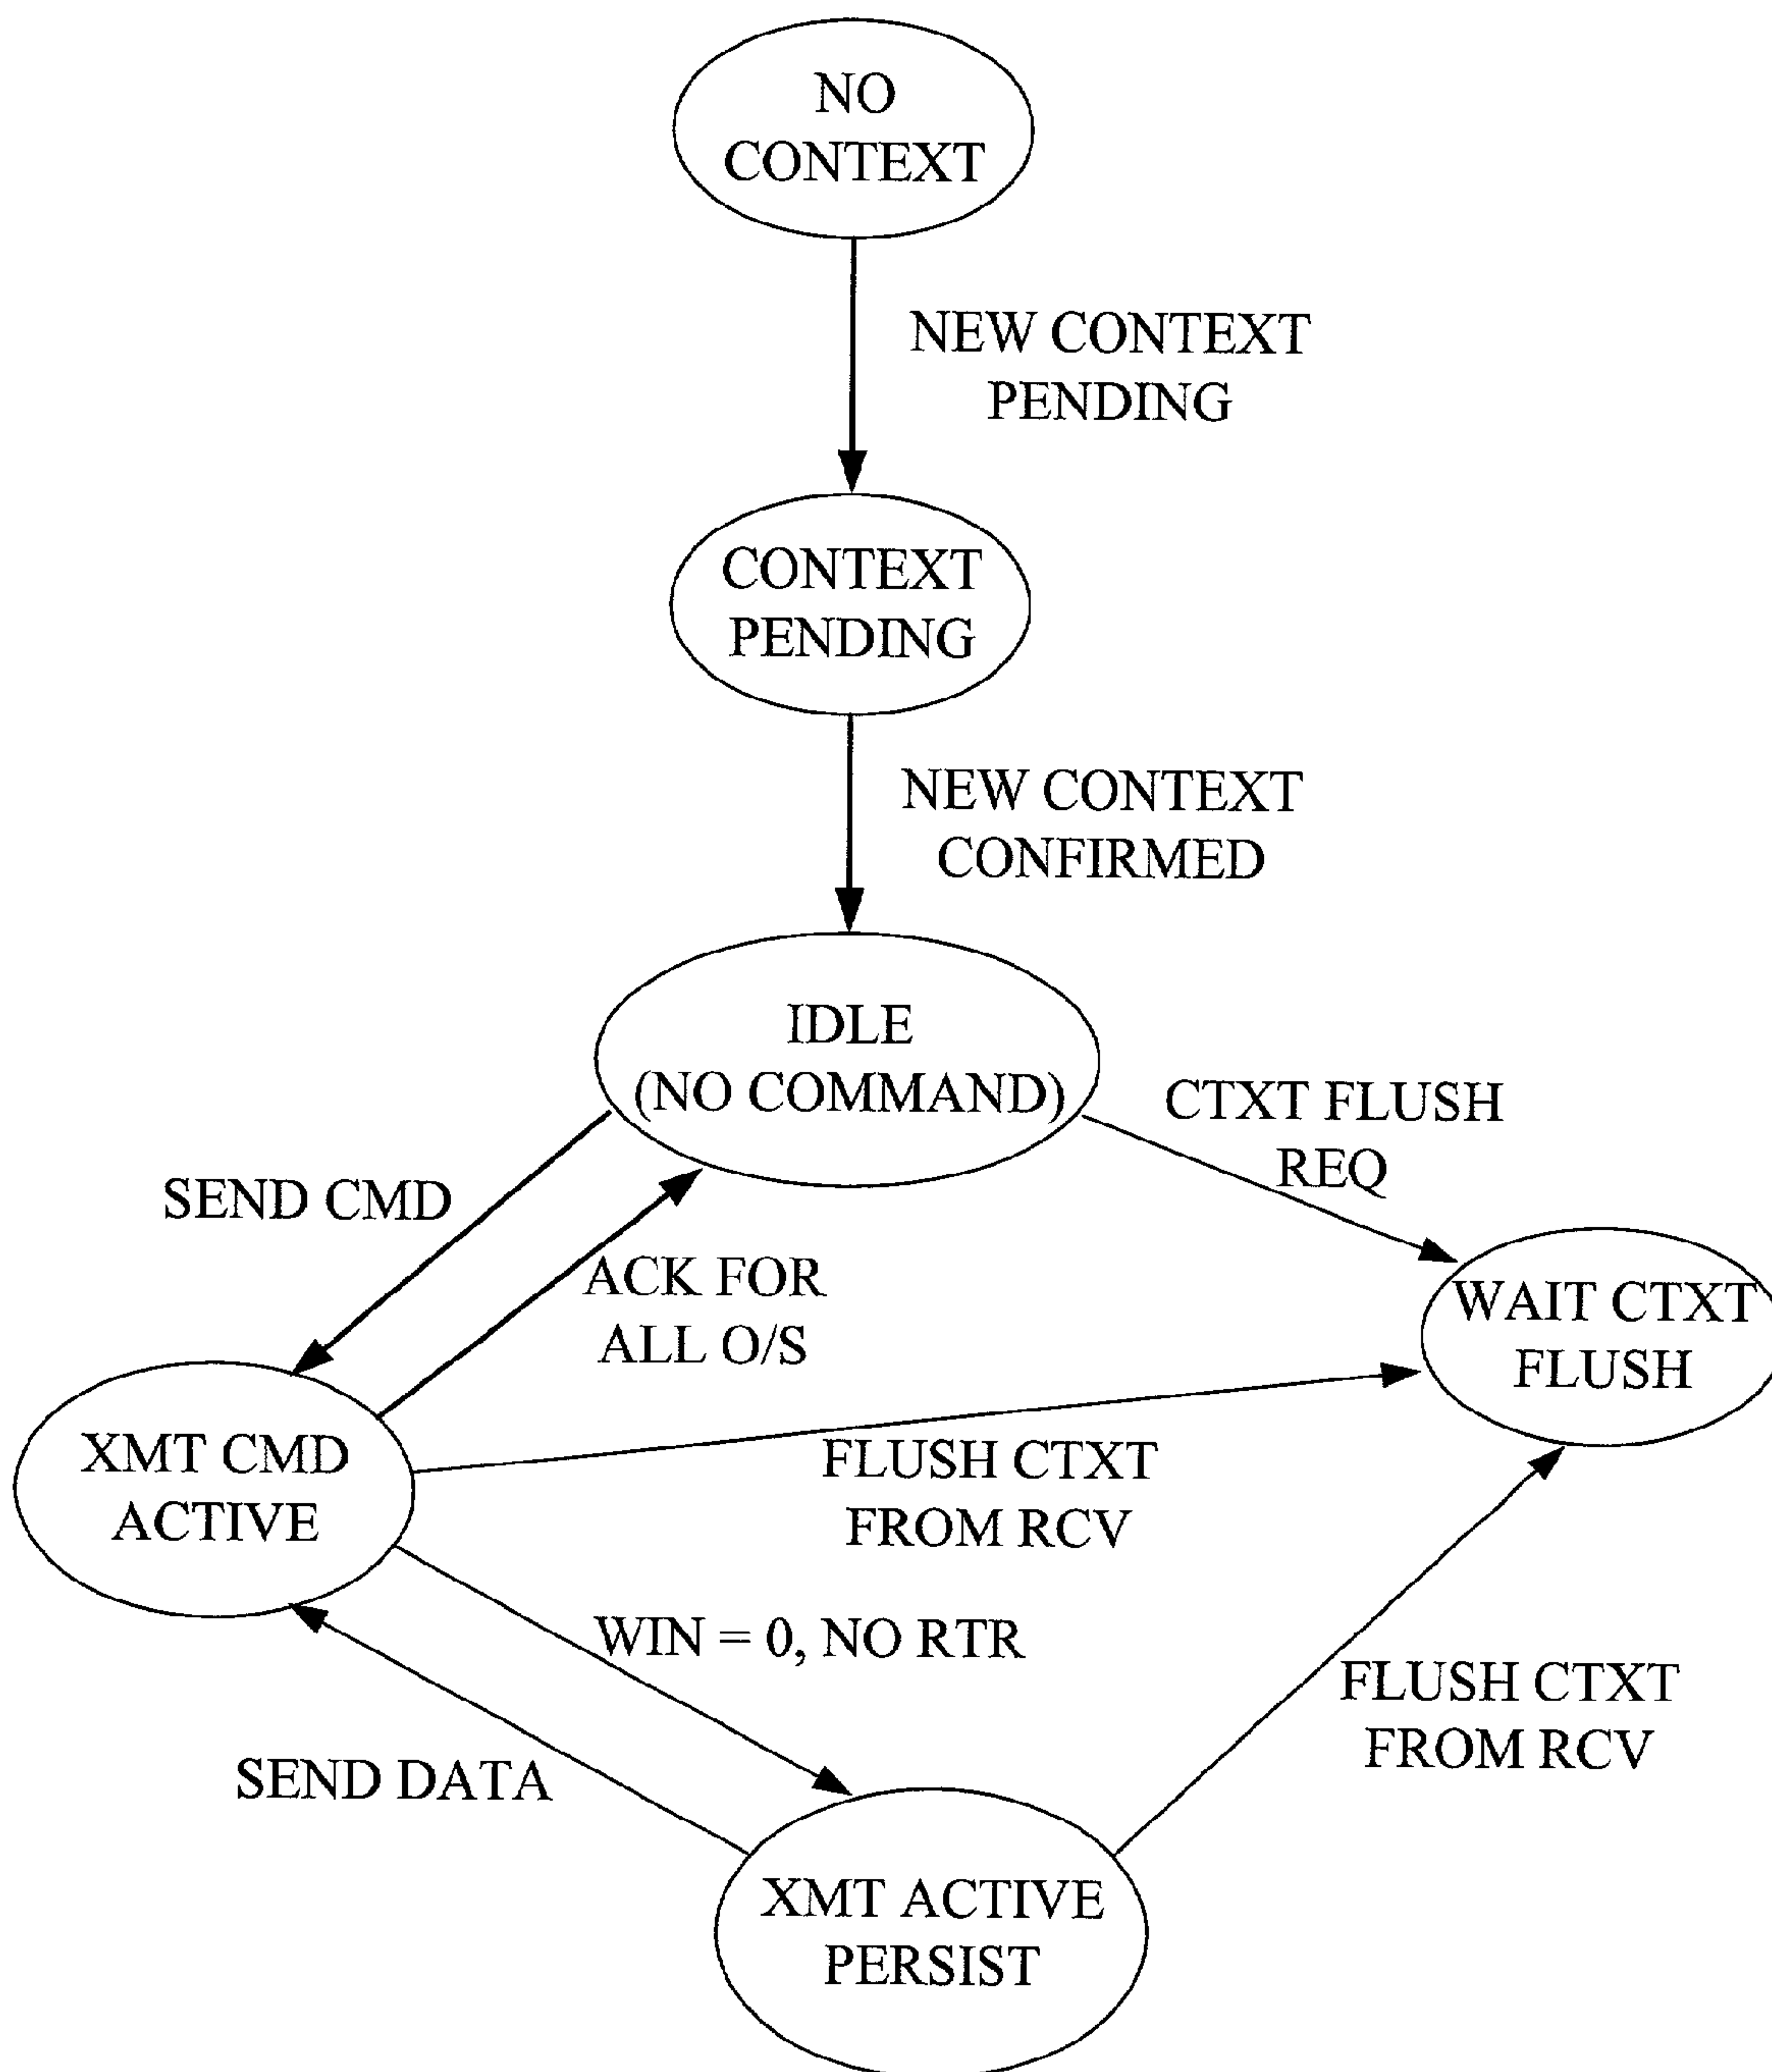 NO
CONTEXT
NEW CONTEXT
PENDING
CONTEXT
PENDING
NEW CONTEXT
CONFIRMED
IDLE
(NO COMMAND)
CTXT FLUSH
REQ
SEND CMD
ACK FOR
ALL O/S
WAIT CTXT
FLUSH
XMT CMD
ACTIVE
FLUSH CTXT
FROM RCV
WIN = 0, NO RTR
FLUSH CTXT
FROM RCV
SEND DATA
XMT ACTIVE
PERSIST